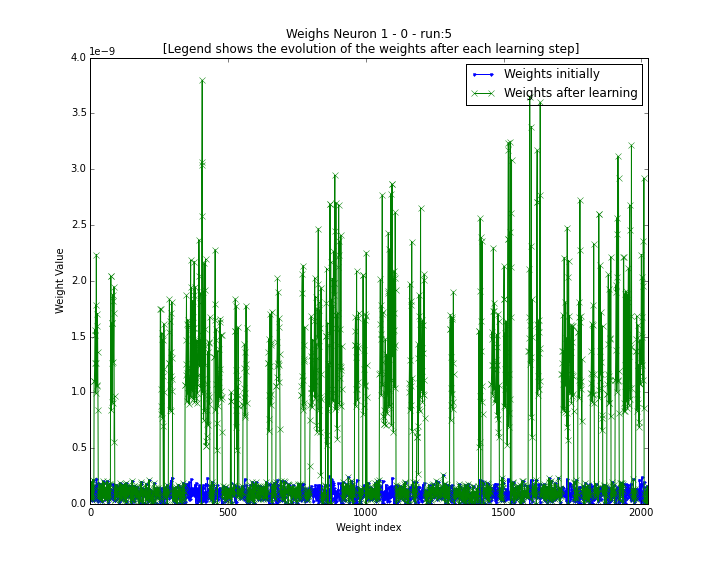 Weighs Neuron 1 - 0 - run:5
[Legend shows the evolution of the weights after each learning step]
1e−9
Weights initially
Weights after learning
4.0
3.5
3.0
2.5
2.0
1.5
1.0
0.5
0.0
Weight Value
0
500
1000
1500
2000
Weight index